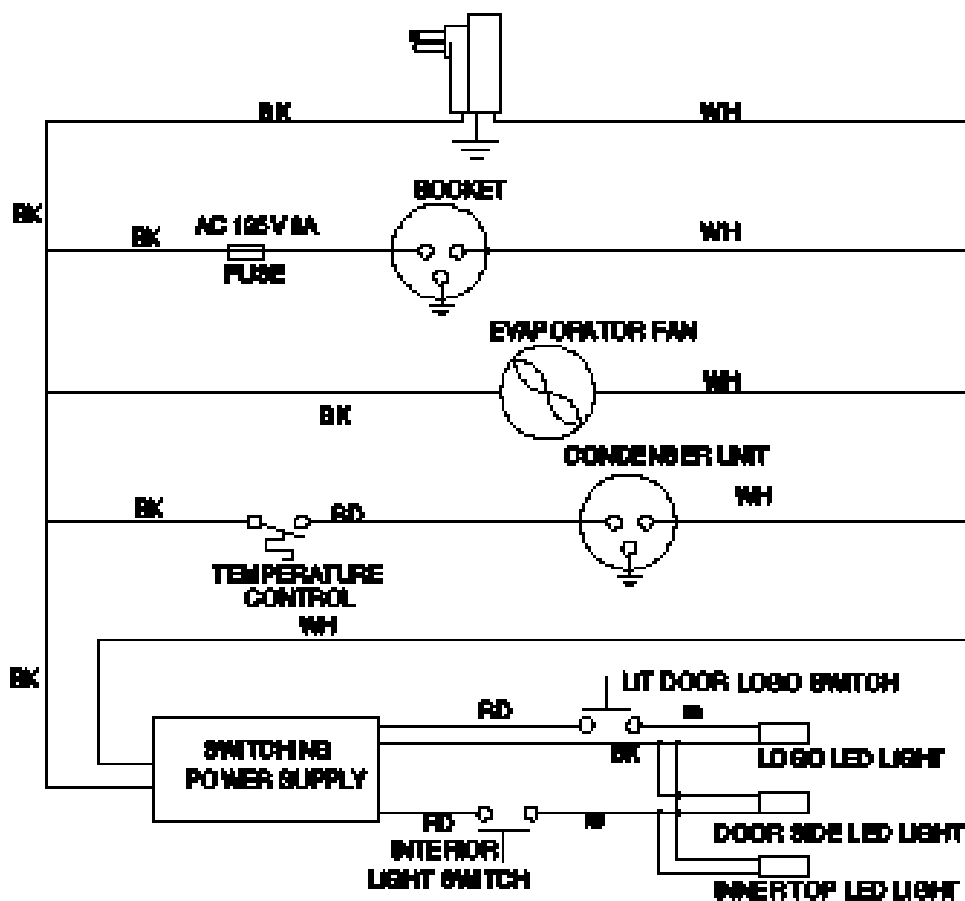 BK
WH
BK
SOCKET
BK
AC 125V 8A
WH
FUSE
EVAPORATOR FAN
WH
BK
CONDENSER UNIT
BK
RD
WH
TEMPERATURE
CONTROL
WH
BK
LIT DOOR LOGO SWITCH
RD
SWITCHING
POWER SUPPLY
BK
LOGO LED LIGHT
RD
INTERIOR
LIGHT SWITCH
DOOR SIDE LED LIGHT
INNER TOP LED LIGHT